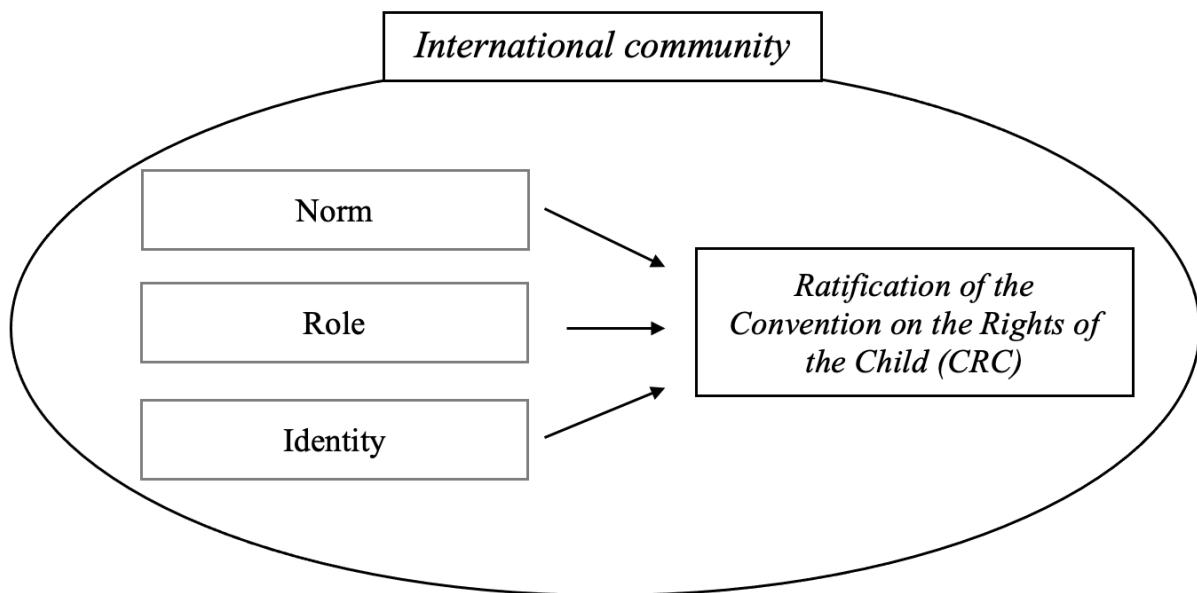 International community
Norm
Role
Identity
Ratification of the
Convention on the Rights of
the Child (CRC)